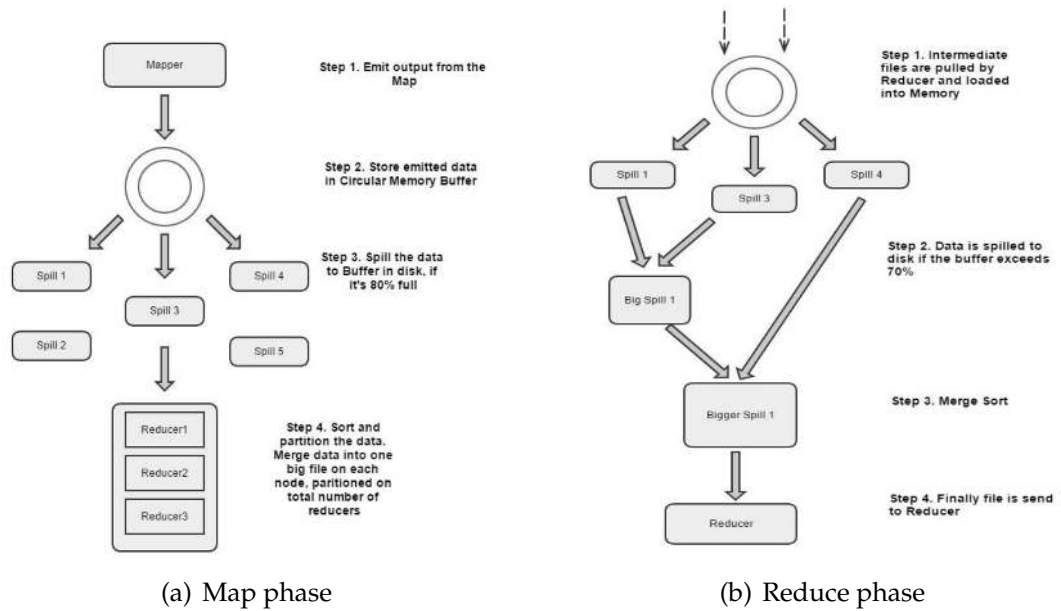 Mapper
Step 1. Emit output from the
Map
Step 2. Store emitted data
in Circular Memory Buffer
Step 3. Spill the data
to Buffer in disk, if
it's 80% full
Spill 1
Spill 4
Spill 3
Spill 2
Spill 5
Reducer1
Reducer2
Reducer3
Step 4. Sort and
partition the data.
Merge data into one
big file on each
node, paritioned on
total number of
reducers
(a) Map phase
Step 1. Intermediate
files are pulled by
Reducer and loaded
into Memory
Spill 1
Spill 3
Spill 4
Step 2. Data is spilled to
disk if the buffer exceeds
70%
Big Spill 1
Bigger Spill 1
Step 3. Merge Sort
Step 4. Finally file is send
to Reducer
Reducer
(b) Reduce phase